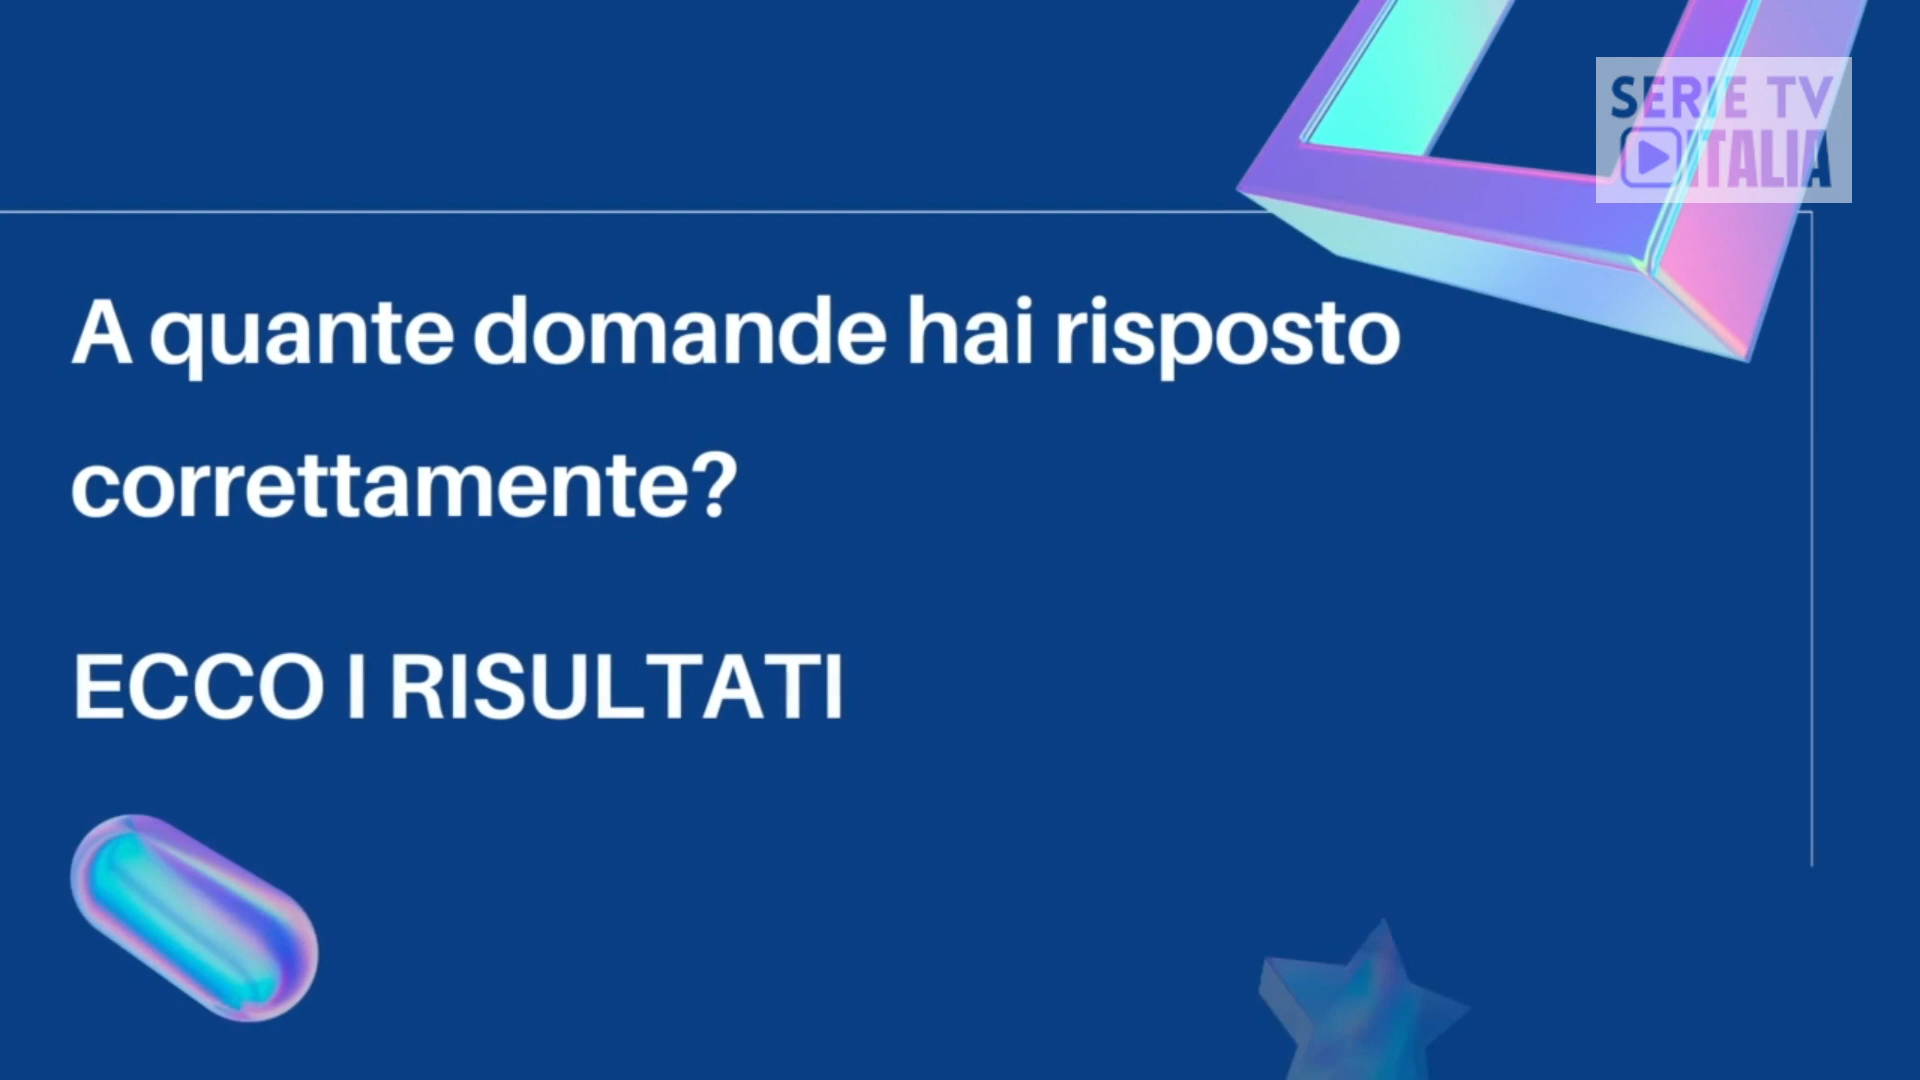 SERIE TV
ITALIA
A quante domande hai risposto
correttamente?
ECCO I RISULTATI